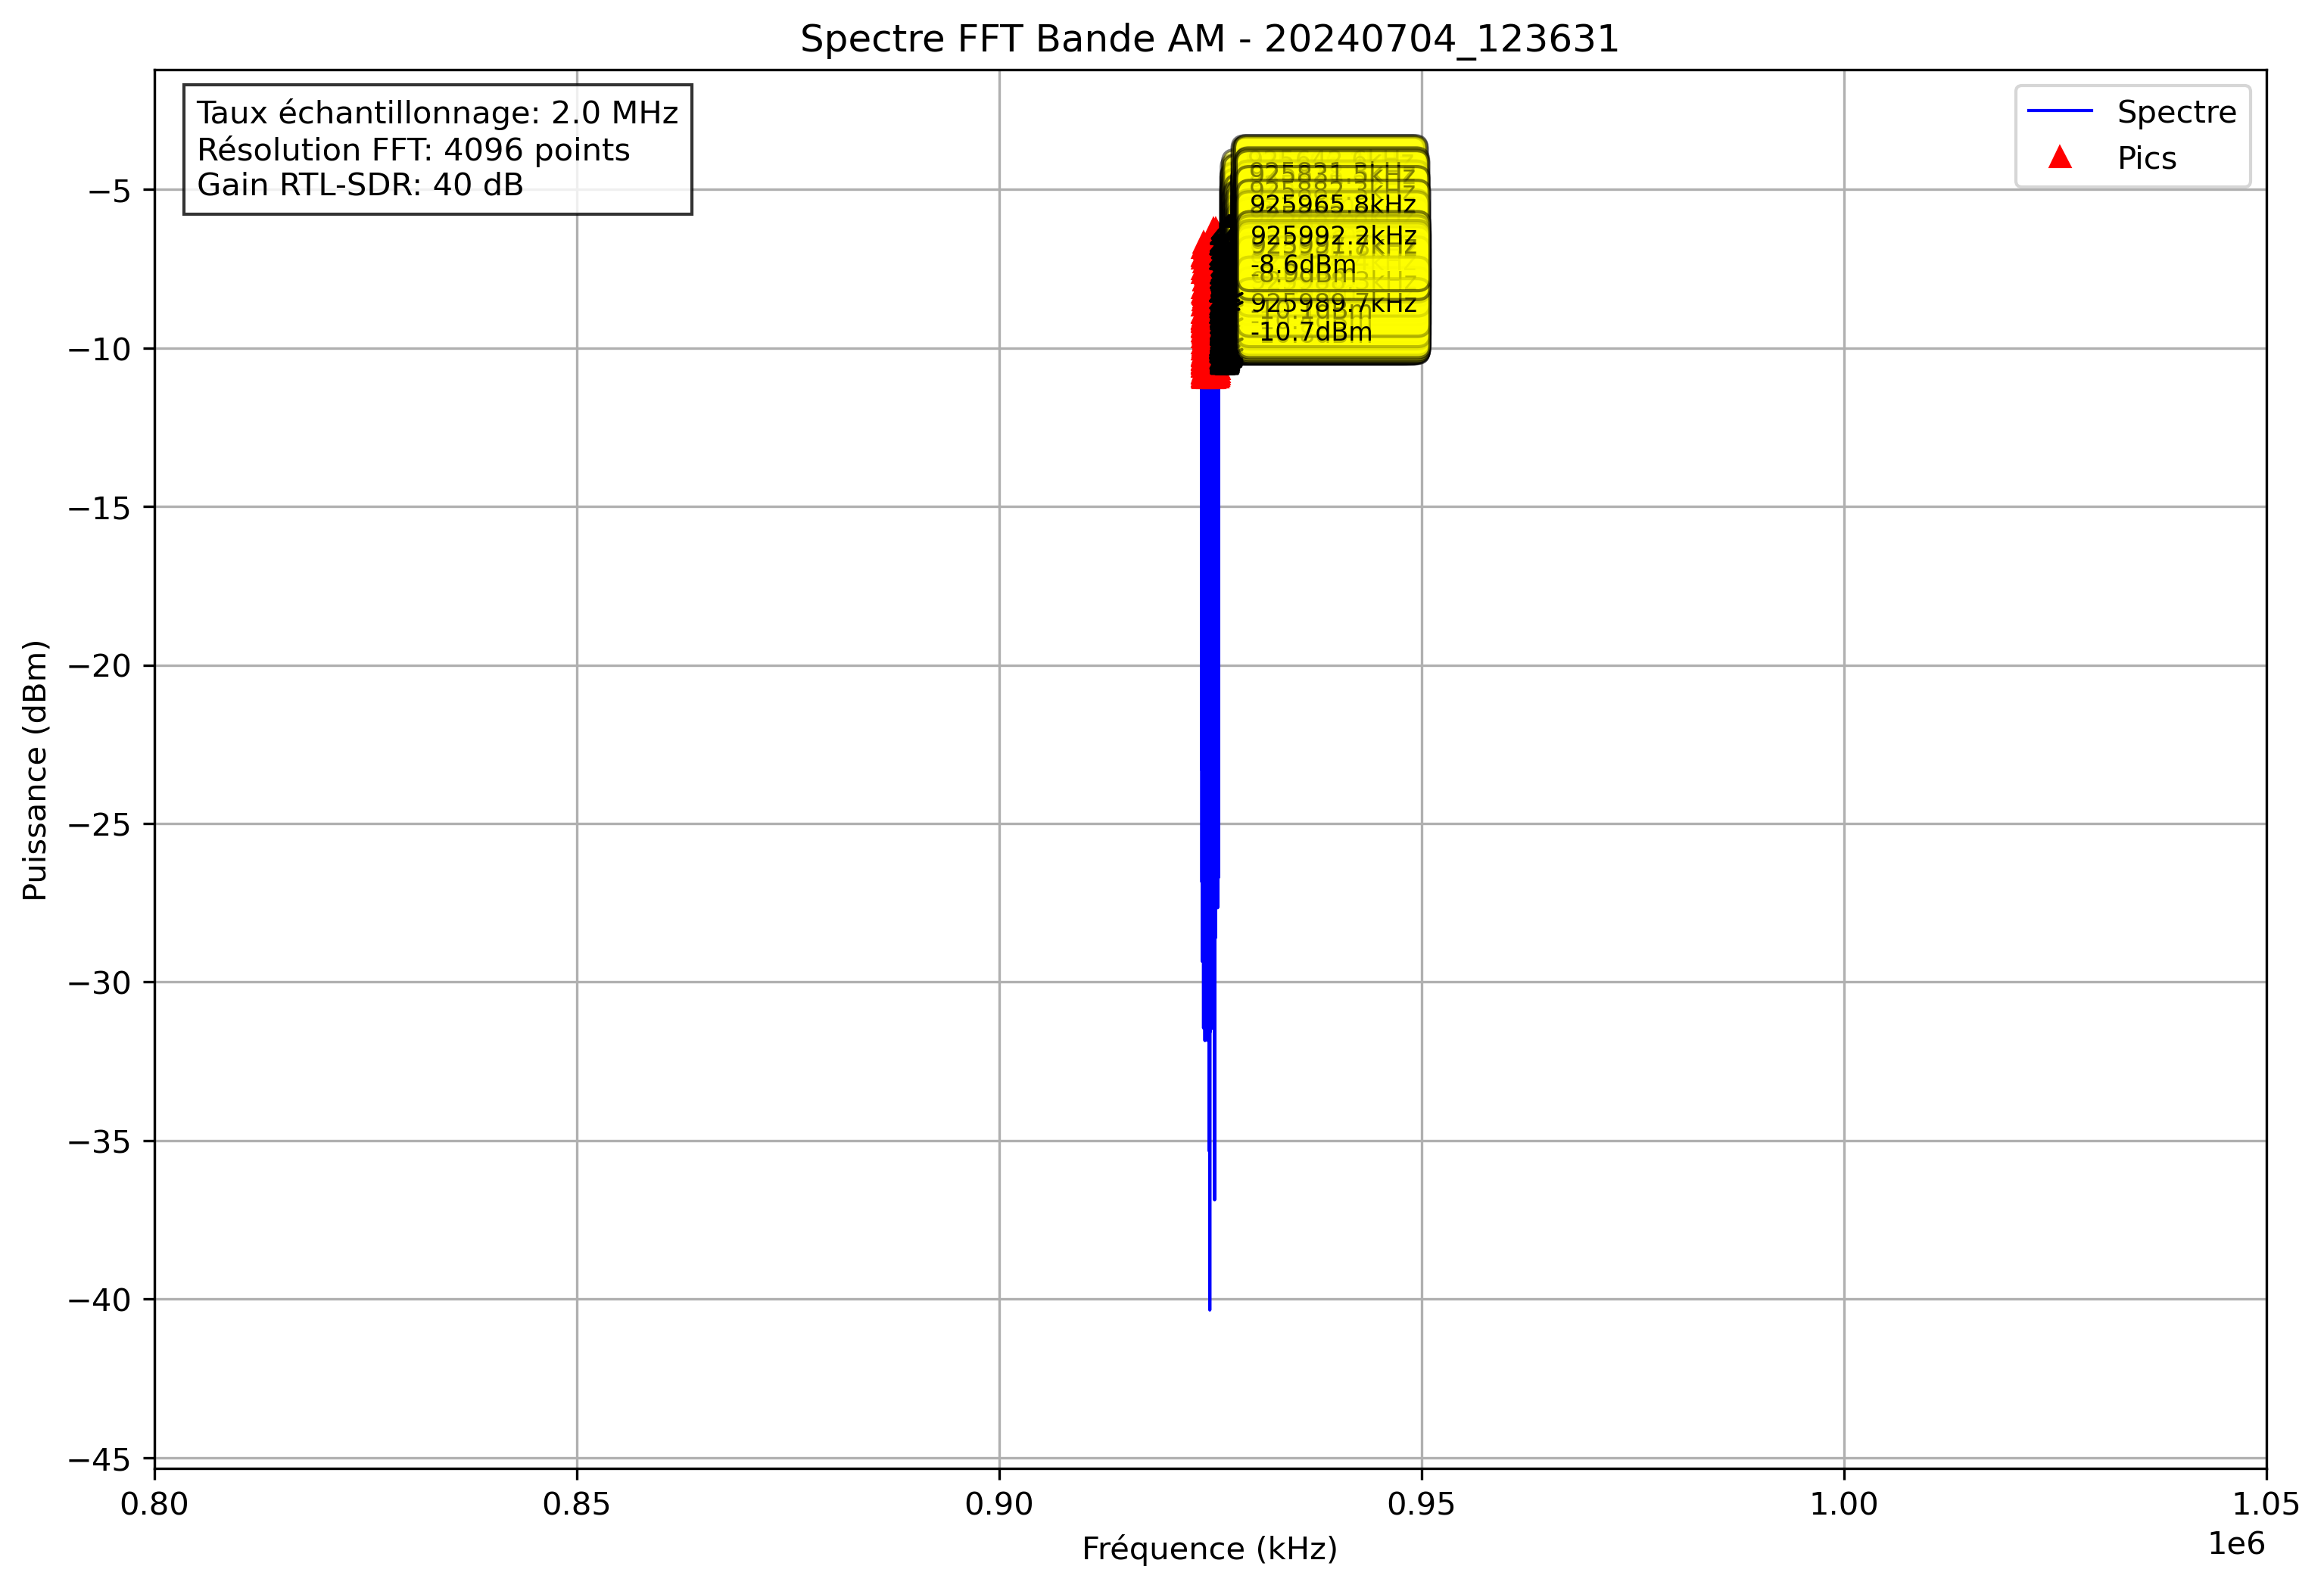 Spectre FFT Bande AM - 20240704_123631
Taux échantillonnage: 2.0 MHz
Résolution FFT: 4096 points
Gain RTL-SDR: 40 dB
Spectre
Pics
925831.5kHz
925965.8kHz
925992.2kHz
-8.6dBm
925989.7kHz
-10.7dBm
Puissance (dBm)
−5
−10
−15
−20
−25
−30
−35
−40
−45
0.80
0.85
0.90
0.95
1.00
1.05
1e6
Fréquence (kHz)